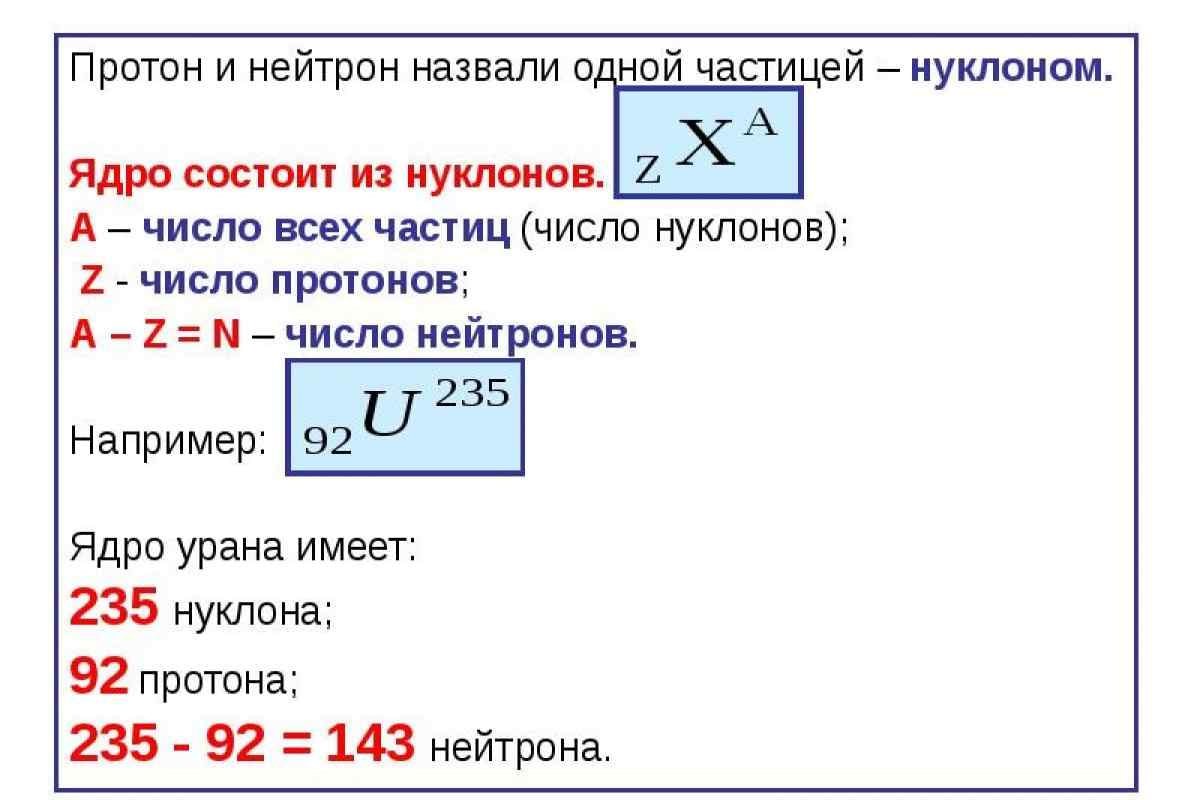 Протон и нейтрон назвали одной частицей – нуклоном.
Ядро состоит из нуклонов. Z X A
А – число всех частиц (число нуклонов);
Z - число протонов;
А – Z = N – число нейтронов.
Например: 92 U 235
Ядро урана имеет:
235 нуклона;
92 протона;
235 - 92 = 143 нейтрона.